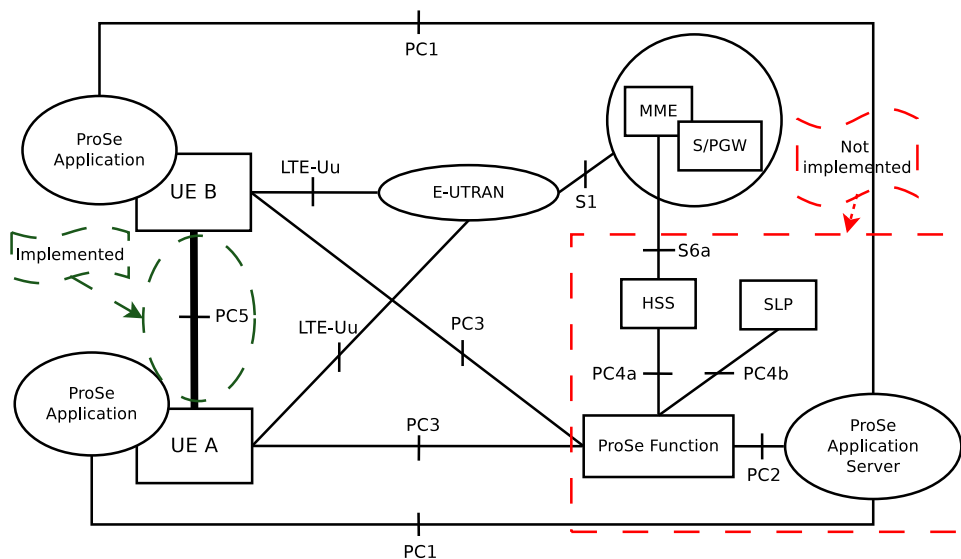 PC1
ProSe
Application
MME
S/PGW
Not
implemented
UE B
LTE-Uu
E-UTRAN
S1
Implemented
S6a
HSS
SLP
PC5
LTE-Uu
PC3
PC4a
PC4b
ProSe
Application
UE A
PC3
ProSe Function
PC2
ProSe
Application
Server
PC1